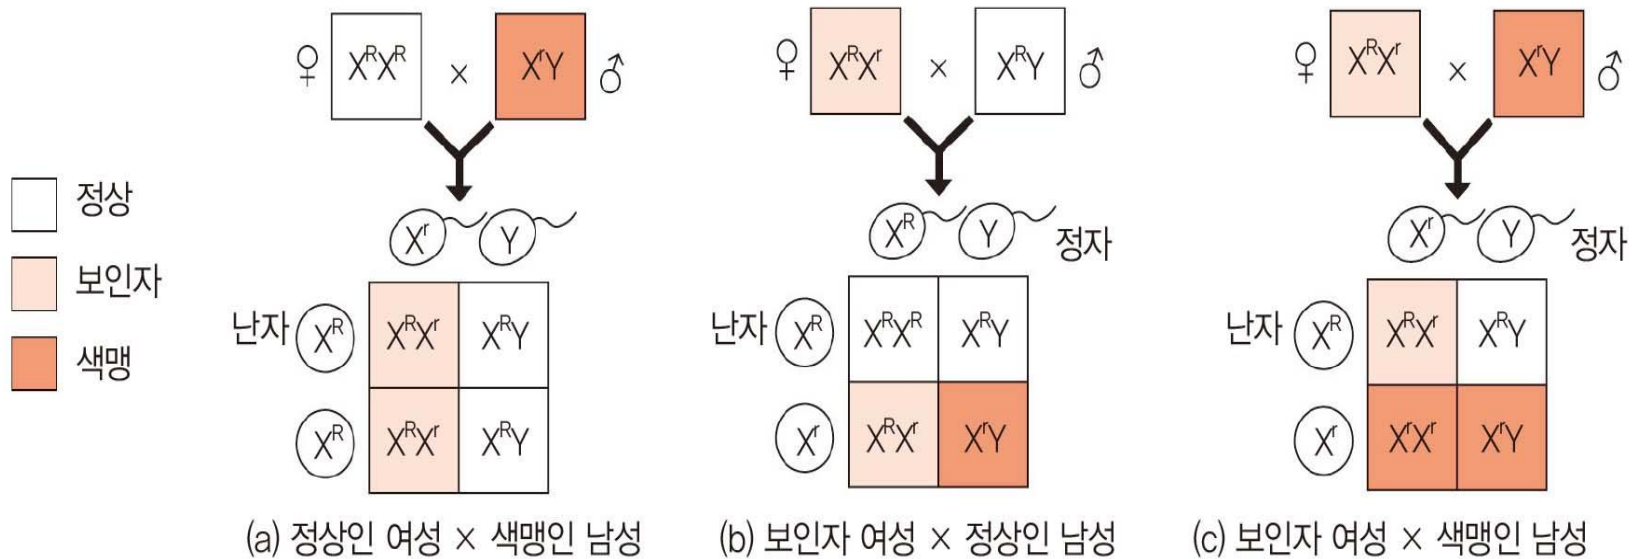 정상
보인자
색맹
♀ XᴿXᴿ × XʳY ♂
Xʳ Y
난자 Xᴿ XᴿXʳ XᴿY
Xᴿ XᴿXʳ XᴿY
(a) 정상인 여성 × 색맹인 남성
♀ XᴿXʳ × XᴿY ♂
Xᴿ Y 정자
난자 Xᴿ XᴿXᴿ XᴿY
Xʳ XᴿXʳ XʳY
(b) 보인자 여성 × 정상인 남성
♀ XᴿXʳ × XʳY ♂
Xʳ Y 정자
난자 Xᴿ XᴿXʳ XᴿY
Xʳ XʳXʳ XʳY
(c) 보인자 여성 × 색맹인 남성